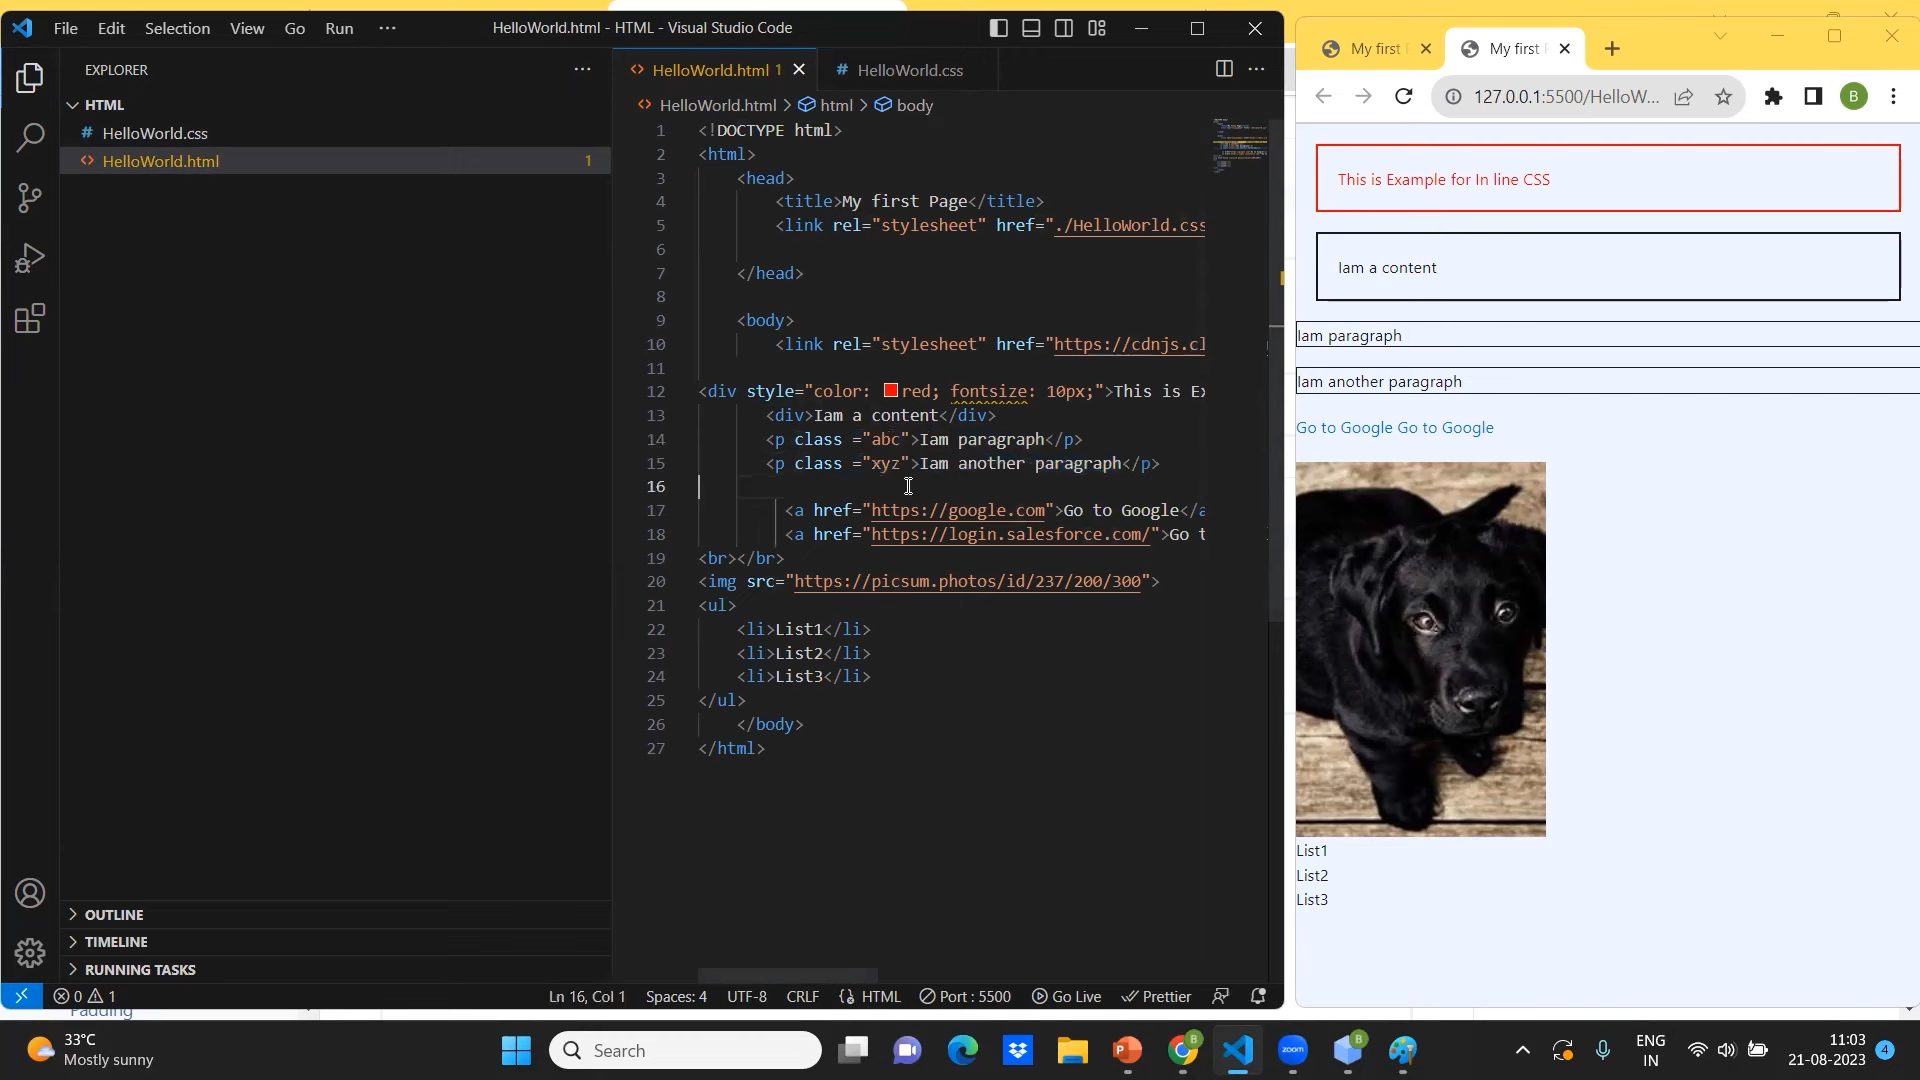 File Edit Selection View Go Run ··· HelloWorld.html - HTML - Visual Studio Code
EXPLORER ···
HTML
# HelloWorld.css
HelloWorld.html 1
OUTLINE
TIMELINE
RUNNING TASKS
HelloWorld.html 1 # HelloWorld.css ···
HelloWorld.html > html > body
1 <!DOCTYPE html>
2 <html>
3 <head>
4 <title>My first Page</title>
5 <link rel="stylesheet" href="./HelloWorld.css
6
7 </head>
8
9 <body>
10 <link rel="stylesheet" href="https://cdnjs.cl
11
12 <div style="color: red; fontsize: 10px;">This is Ex
13 <div>Iam a content</div>
14 <p class ="abc">Iam paragraph</p>
15 <p class ="xyz">Iam another paragraph</p>
16
17 <a href="https://google.com">Go to Google</a
18 <a href="https://login.salesforce.com/">Go t
19 <br></br>
20 <img src="https://picsum.photos/id/237/200/300">
21 <ul>
22 <li>List1</li>
23 <li>List2</li>
24 <li>List3</li>
25 </ul>
26 </body>
27 </html>
0 1 Ln 16, Col 1 Spaces: 4 UTF-8 CRLF HTML Port : 5500 Go Live Prettier
My first My first
127.0.0.1:5500/HelloW... B
This is Example for In line CSS
Iam a content
Iam paragraph
Iam another paragraph
Go to Google Go to Google
List1
List2
List3
Padding
33°C
Mostly sunny
Search
zoom
ENG
IN
11:03
21-08-2023 4